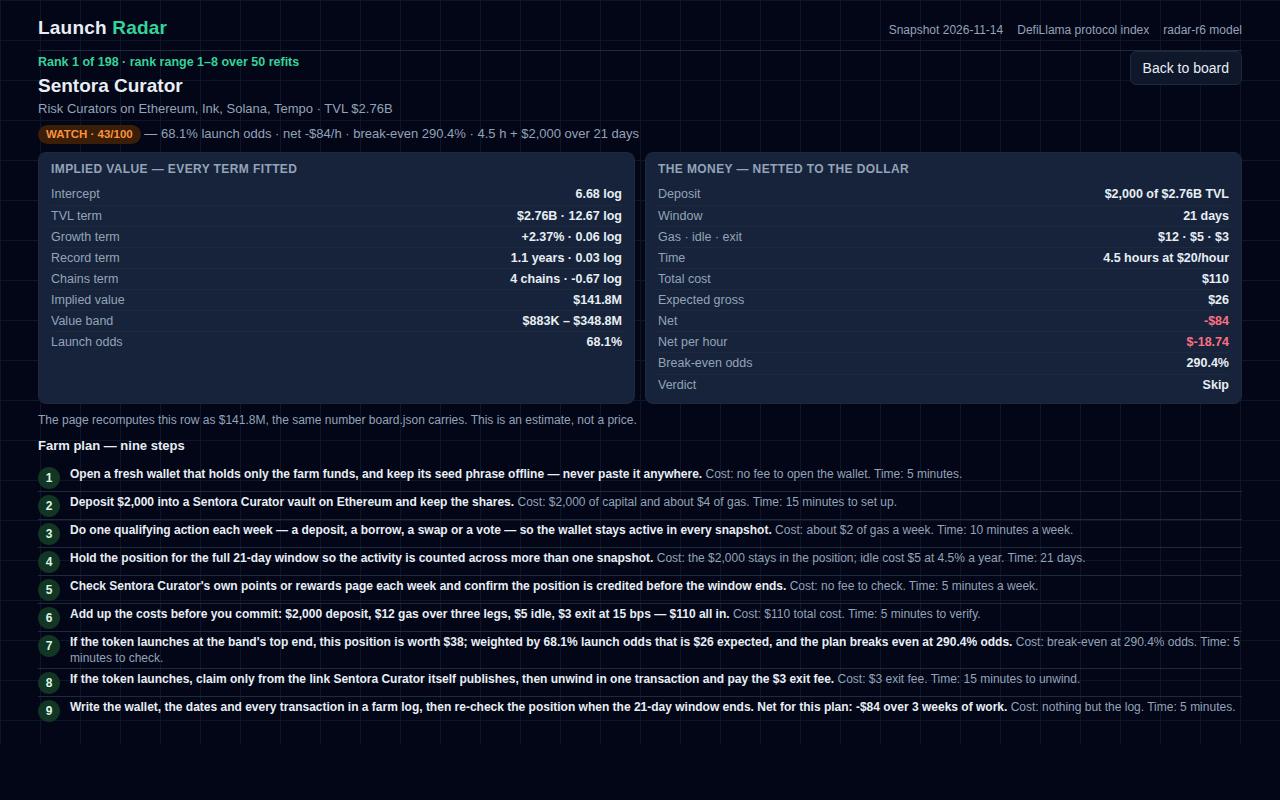 Launch Radar
Snapshot 2026-11-14 DefiLlama protocol index radar-r6 model
Rank 1 of 198 · rank range 1–8 over 50 refits
Back to board
Sentora Curator
Risk Curators on Ethereum, Ink, Solana, Tempo · TVL $2.76B
WATCH · 43/100 — 68.1% launch odds · net -$84/h · break-even 290.4% · 4.5 h + $2,000 over 21 days
IMPLIED VALUE — EVERY TERM FITTED
Intercept 6.68 log
TVL term $2.76B · 12.67 log
Growth term +2.37% · 0.06 log
Record term 1.1 years · 0.03 log
Chains term 4 chains · -0.67 log
Implied value $141.8M
Value band $883K – $348.8M
Launch odds 68.1%
THE MONEY — NETTED TO THE DOLLAR
Deposit $2,000 of $2.76B TVL
Window 21 days
Gas · idle · exit $12 · $5 · $3
Time 4.5 hours at $20/hour
Total cost $110
Expected gross $26
Net -$84
Net per hour $-18.74
Break-even odds 290.4%
Verdict Skip
The page recomputes this row as $141.8M, the same number board.json carries. This is an estimate, not a price.
Farm plan — nine steps
1 Open a fresh wallet that holds only the farm funds, and keep its seed phrase offline — never paste it anywhere. Cost: no fee to open the wallet. Time: 5 minutes.
2 Deposit $2,000 into a Sentora Curator vault on Ethereum and keep the shares. Cost: $2,000 of capital and about $4 of gas. Time: 15 minutes to set up.
3 Do one qualifying action each week — a deposit, a borrow, a swap or a vote — so the wallet stays active in every snapshot. Cost: about $2 of gas a week. Time: 10 minutes a week.
4 Hold the position for the full 21-day window so the activity is counted across more than one snapshot. Cost: the $2,000 stays in the position; idle cost $5 at 4.5% a year. Time: 21 days.
5 Check Sentora Curator's own points or rewards page each week and confirm the position is credited before the window ends. Cost: no fee to check. Time: 5 minutes a week.
6 Add up the costs before you commit: $2,000 deposit, $12 gas over three legs, $5 idle, $3 exit at 15 bps — $110 all in. Cost: $110 total cost. Time: 5 minutes to verify.
7 If the token launches at the band's top end, this position is worth $38; weighted by 68.1% launch odds that is $26 expected, and the plan breaks even at 290.4% odds. Cost: break-even at 290.4% odds. Time: 5
minutes to check.
8 If the token launches, claim only from the link Sentora Curator itself publishes, then unwind in one transaction and pay the $3 exit fee. Cost: $3 exit fee. Time: 15 minutes to unwind.
9 Write the wallet, the dates and every transaction in a farm log, then re-check the position when the 21-day window ends. Net for this plan: -$84 over 3 weeks of work. Cost: nothing but the log. Time: 5 minutes.